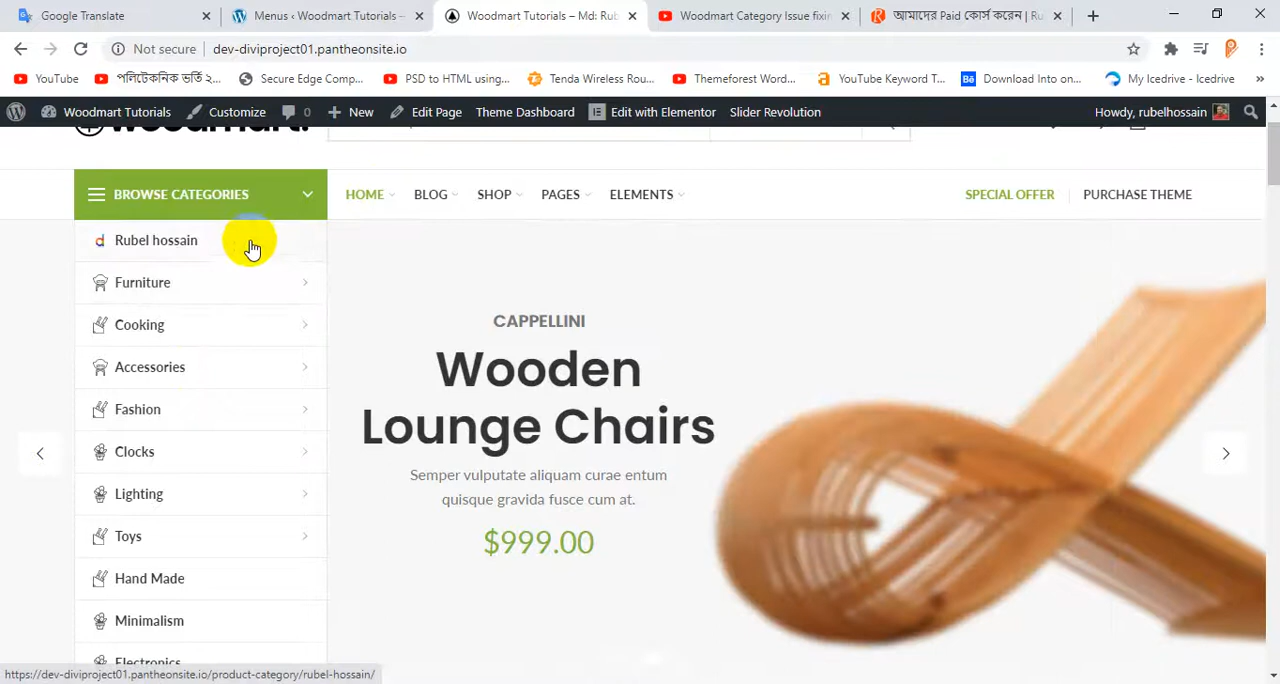 Google Translate
Menus ‹ Woodmart Tutorials —
Woodmart Tutorials – Md: Rub
Woodmart Category Issue fixin
আমাদের Paid কোর্স করেন | Ru
Not secure | dev-diviproject01.pantheonsite.io
YouTube
পলিটেকনিক ভর্তি ২...
Secure Edge Comp...
PSD to HTML using...
Tenda Wireless Rou...
Themeforest Word...
YouTube Keyword T...
Download Into on...
My Icedrive - Icedrive
Woodmart Tutorials
Customize
0
New
Edit Page
Theme Dashboard
Edit with Elementor
Slider Revolution
Howdy, rubelhossain
woodmart.
BROWSE CATEGORIES
HOME
BLOG
SHOP
PAGES
ELEMENTS
SPECIAL OFFER
PURCHASE THEME
Rubel hossain
Furniture
Cooking
Accessories
Fashion
Clocks
Lighting
Toys
Hand Made
Minimalism
Electronics
CAPPELLINI
Wooden
Lounge Chairs
Semper vulputate aliquam curae entum
quisque gravida fusce cum at.
$999.00
https://dev-diviproject01.pantheonsite.io/product-category/rubel-hossain/